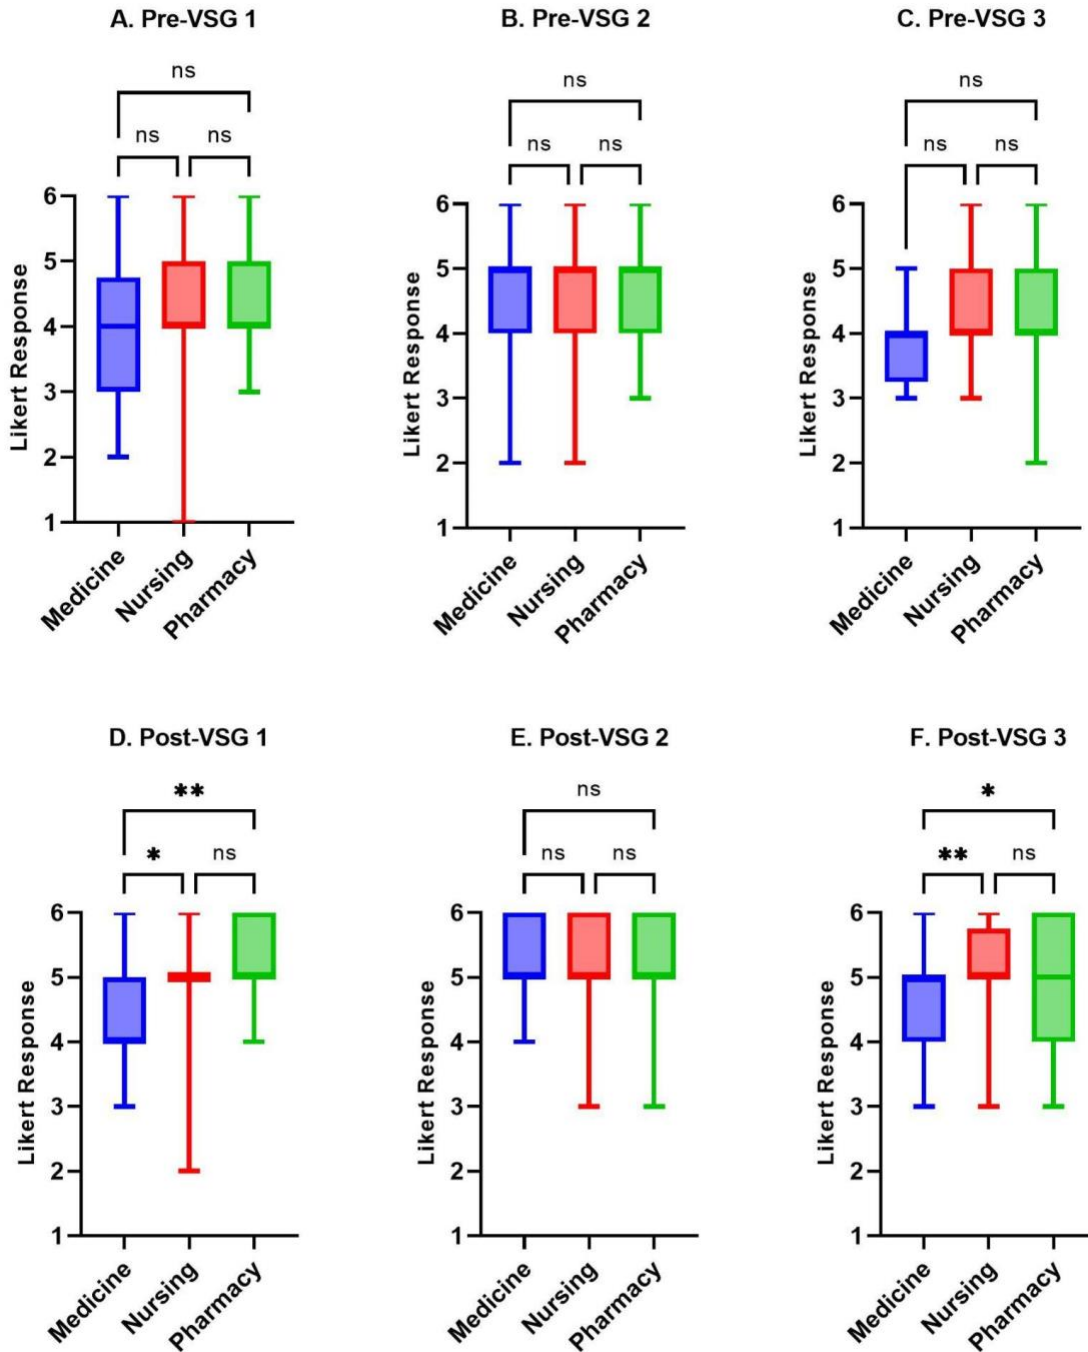 A. Pre-VSG 1
ns
ns
ns
Likert Response
6
5
4
3
2
1
Medicine
Nursing
Pharmacy
B. Pre-VSG 2
ns
ns
ns
Likert Response
6
5
4
3
2
1
Medicine
Nursing
Pharmacy
C. Pre-VSG 3
ns
ns
ns
Likert Response
6
5
4
3
2
1
Medicine
Nursing
Pharmacy
D. Post-VSG 1
**
*
ns
Likert Response
6
5
4
3
2
1
Medicine
Nursing
Pharmacy
E. Post-VSG 2
ns
ns
ns
Likert Response
6
5
4
3
2
1
Medicine
Nursing
Pharmacy
F. Post-VSG 3
*
**
ns
Likert Response
6
5
4
3
2
1
Medicine
Nursing
Pharmacy